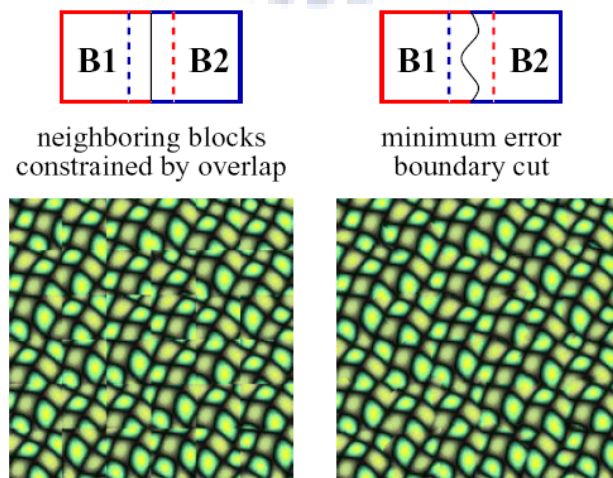 B1 B2
neighboring blocks
constrained by overlap
B1 B2
minimum error
boundary cut